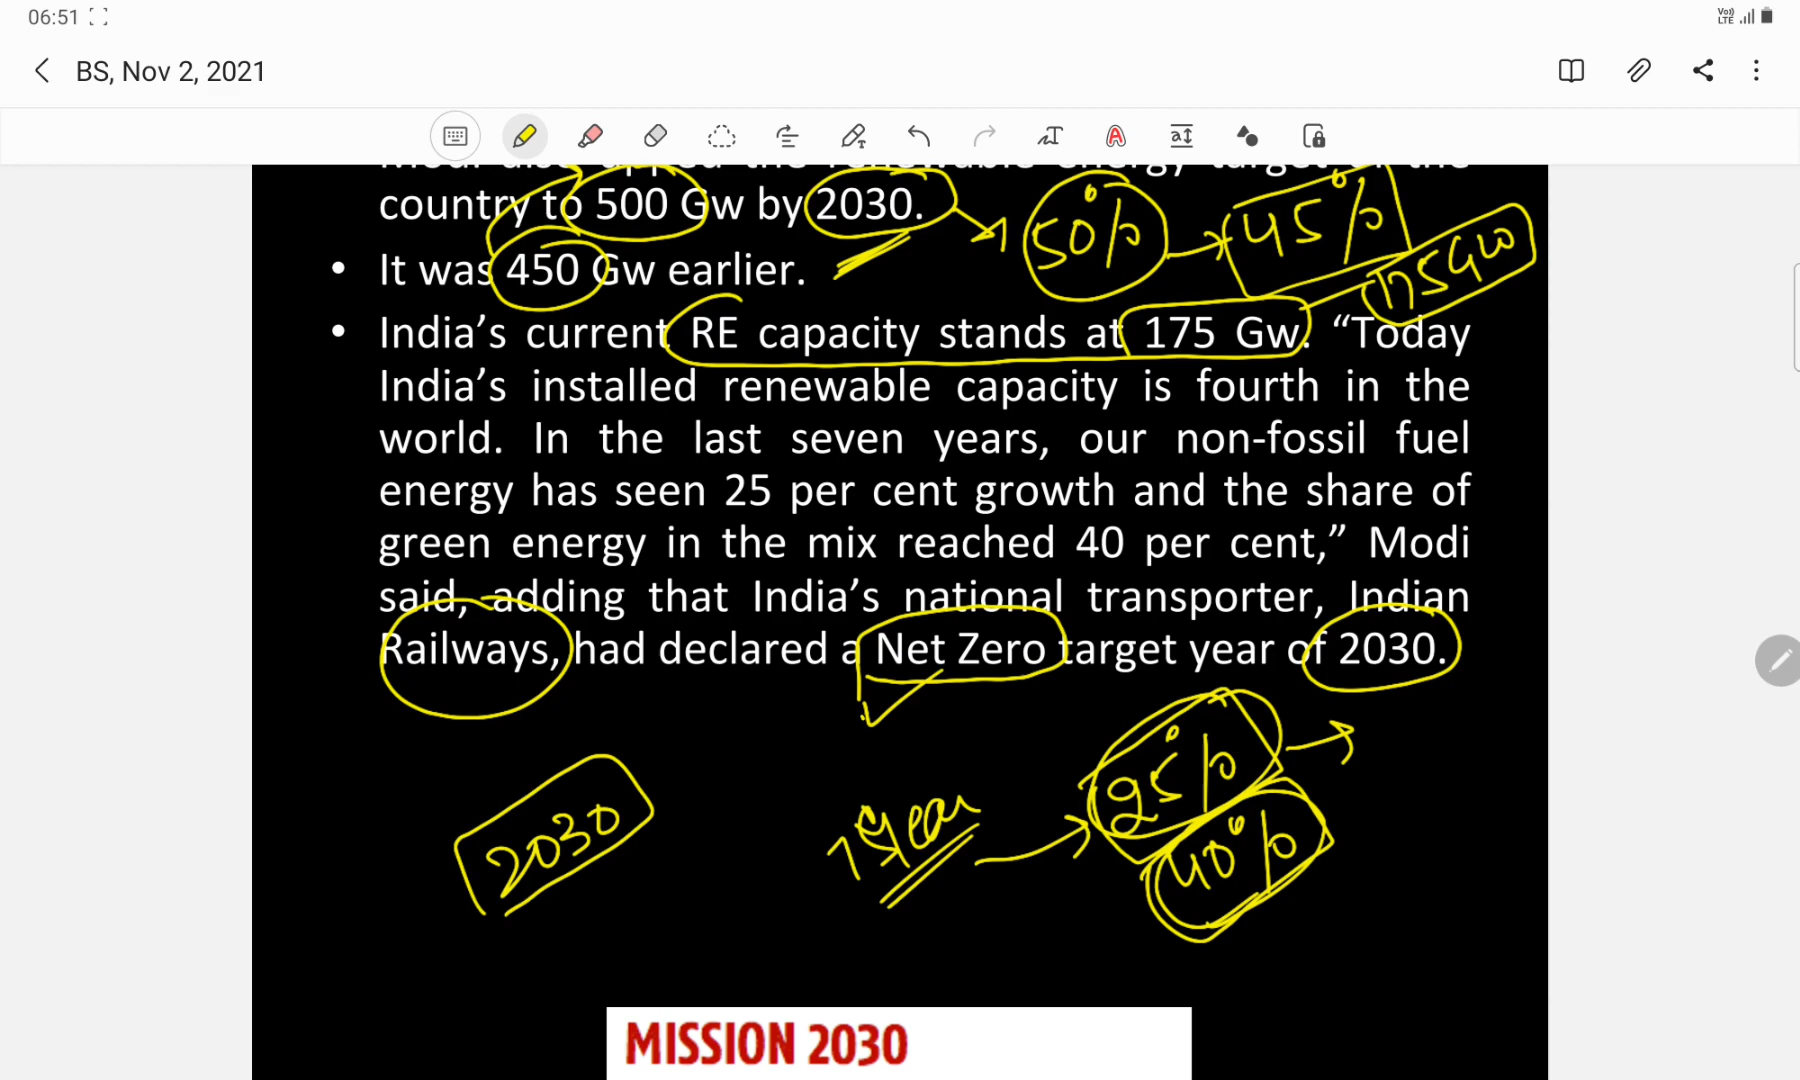 06:51
Vo))
LTE
BS, Nov 2, 2021
country to 500 Gw by 2030.
50%
45%
175 Gw
• It was 450 Gw earlier.
• India’s current RE capacity stands at 175 Gw. “Today
India’s installed renewable capacity is fourth in the
world. In the last seven years, our non-fossil fuel
energy has seen 25 per cent growth and the share of
green energy in the mix reached 40 per cent,” Modi
said, adding that India’s national transporter, Indian
Railways, had declared a Net Zero target year of 2030.
2030
7 year
25%
40%
MISSION 2030